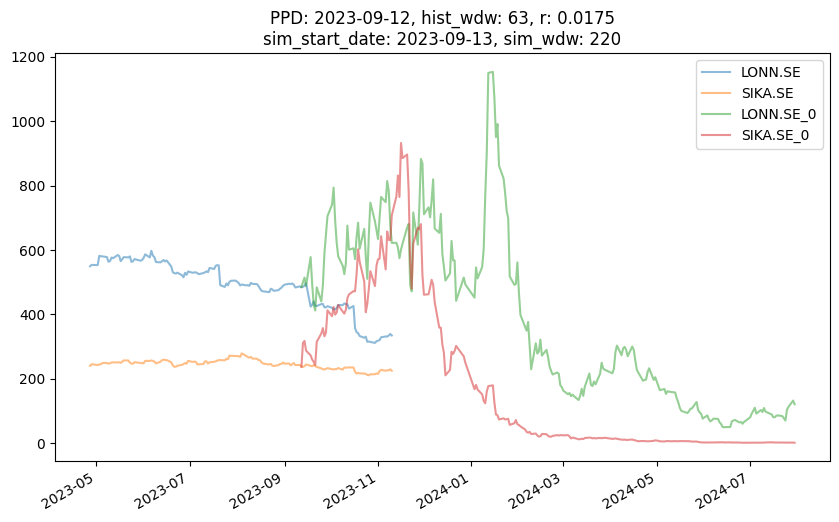 PPD: 2023-09-12, hist_wdw: 63, r: 0.0175
sim_start_date: 2023-09-13, sim_wdw: 220
LONN.SE
SIKA.SE
LONN.SE_0
SIKA.SE_0
1200
1000
800
600
400
200
0
2023-05
2023-07
2023-09
2023-11
2024-01
2024-03
2024-05
2024-07